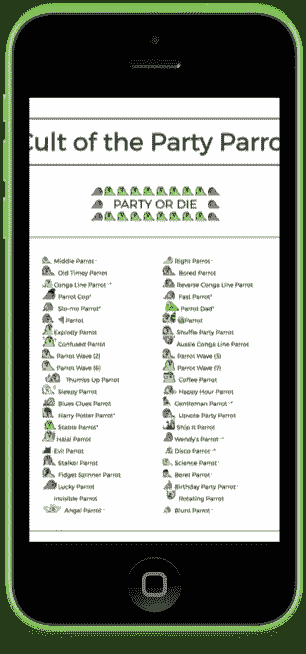 Cult of the Party Parro
PARTY OR DIE
Middle Parrot
Right Parrot
Old Timey Parrot
Bored Parrot
Conga Line Parrot
Reverse Conga Line Parrot
Parrot Cop
Fast Parrot
Slo-mo Parrot
Parrot Dad
Parrot
Parrot
Explody Parrot
Shuffle Party Parrot
Confused Parrot
Aussie Conga Line Parrot
Parrot Wave (2)
Parrot Wave
Parrot Wave (6)
Parrot Wave (7)
Thumbs Up Parrot
Coffee Parrot
Sleepy Parrot
Happy Hour Parrot
Blues Clues Parrot
Gentleman Parrot
Harry Potter Parrot
Upvote Party Parrot
Stable Parrot
Ship It Parrot
Halal Parrot
Wendy's Parrot
Evil Parrot
Disco Parrot
Stalker Parrot
Science Parrot
Fidget Spinner Parrot
Beret Parrot
Lucky Parrot
Birthday Party Parrot
Invisible Parrot
Rotating Parrot
Angel Parrot
Blunt Parrot